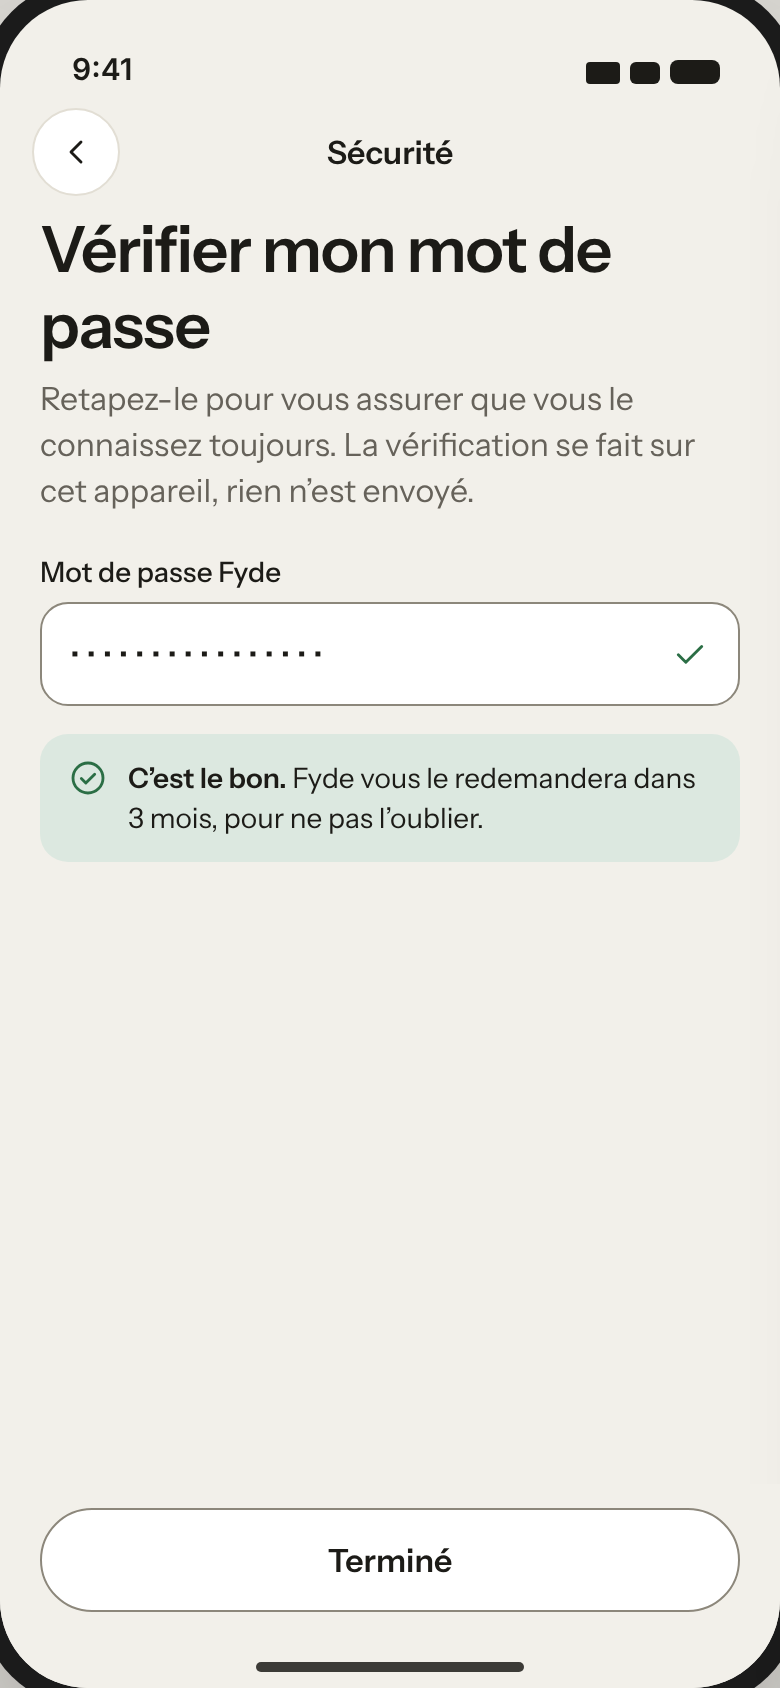 9:41
Sécurité
Vérifier mon mot de
passe
Retapez-le pour vous assurer que vous le
connaissez toujours. La vérification se fait sur
cet appareil, rien n’est envoyé.
Mot de passe Fyde
C’est le bon. Fyde vous le redemandera dans
3 mois, pour ne pas l’oublier.
Terminé